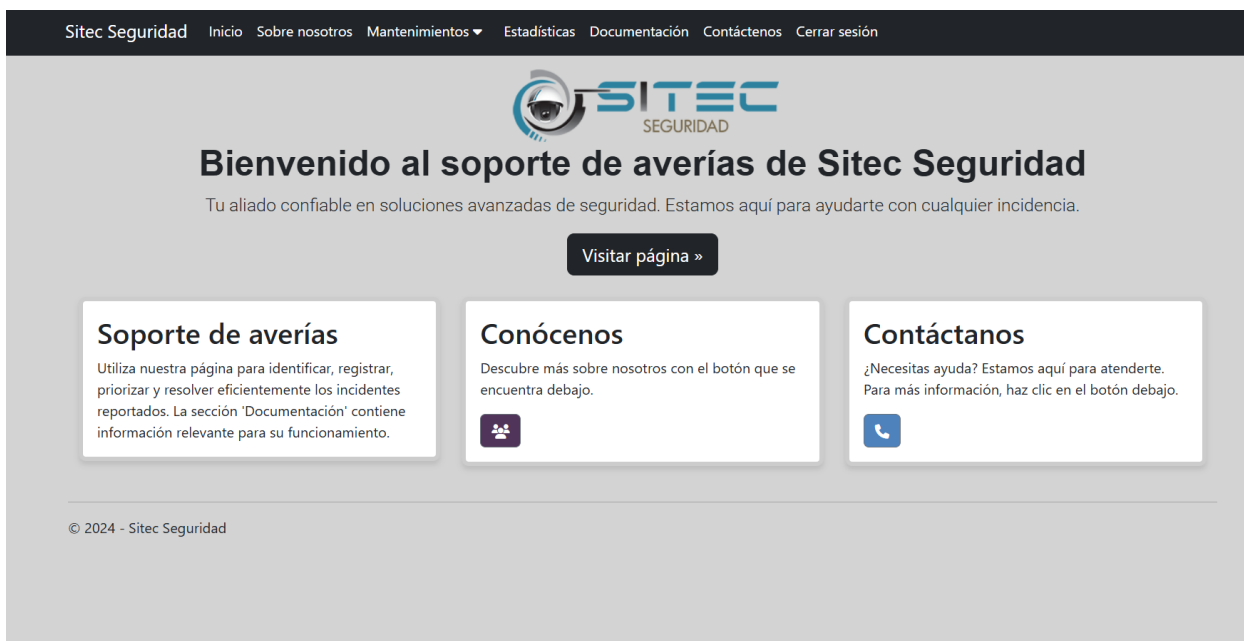 Sitec Seguridad Inicio Sobre nosotros Mantenimientos Estadísticas Documentación Contáctenos Cerrar sesión
SITEC
SEGURIDAD
Bienvenido al soporte de averías de Sitec Seguridad
Tu aliado confiable en soluciones avanzadas de seguridad. Estamos aquí para ayudarte con cualquier incidencia.
Visitar página »
Soporte de averías
Utiliza nuestra página para identificar, registrar,
priorizar y resolver eficientemente los incidentes
reportados. La sección 'Documentación' contiene
información relevante para su funcionamiento.
Conócenos
Descubre más sobre nosotros con el botón que se
encuentra debajo.
Contáctanos
¿Necesitas ayuda? Estamos aquí para atenderte.
Para más información, haz clic en el botón debajo.
© 2024 - Sitec Seguridad